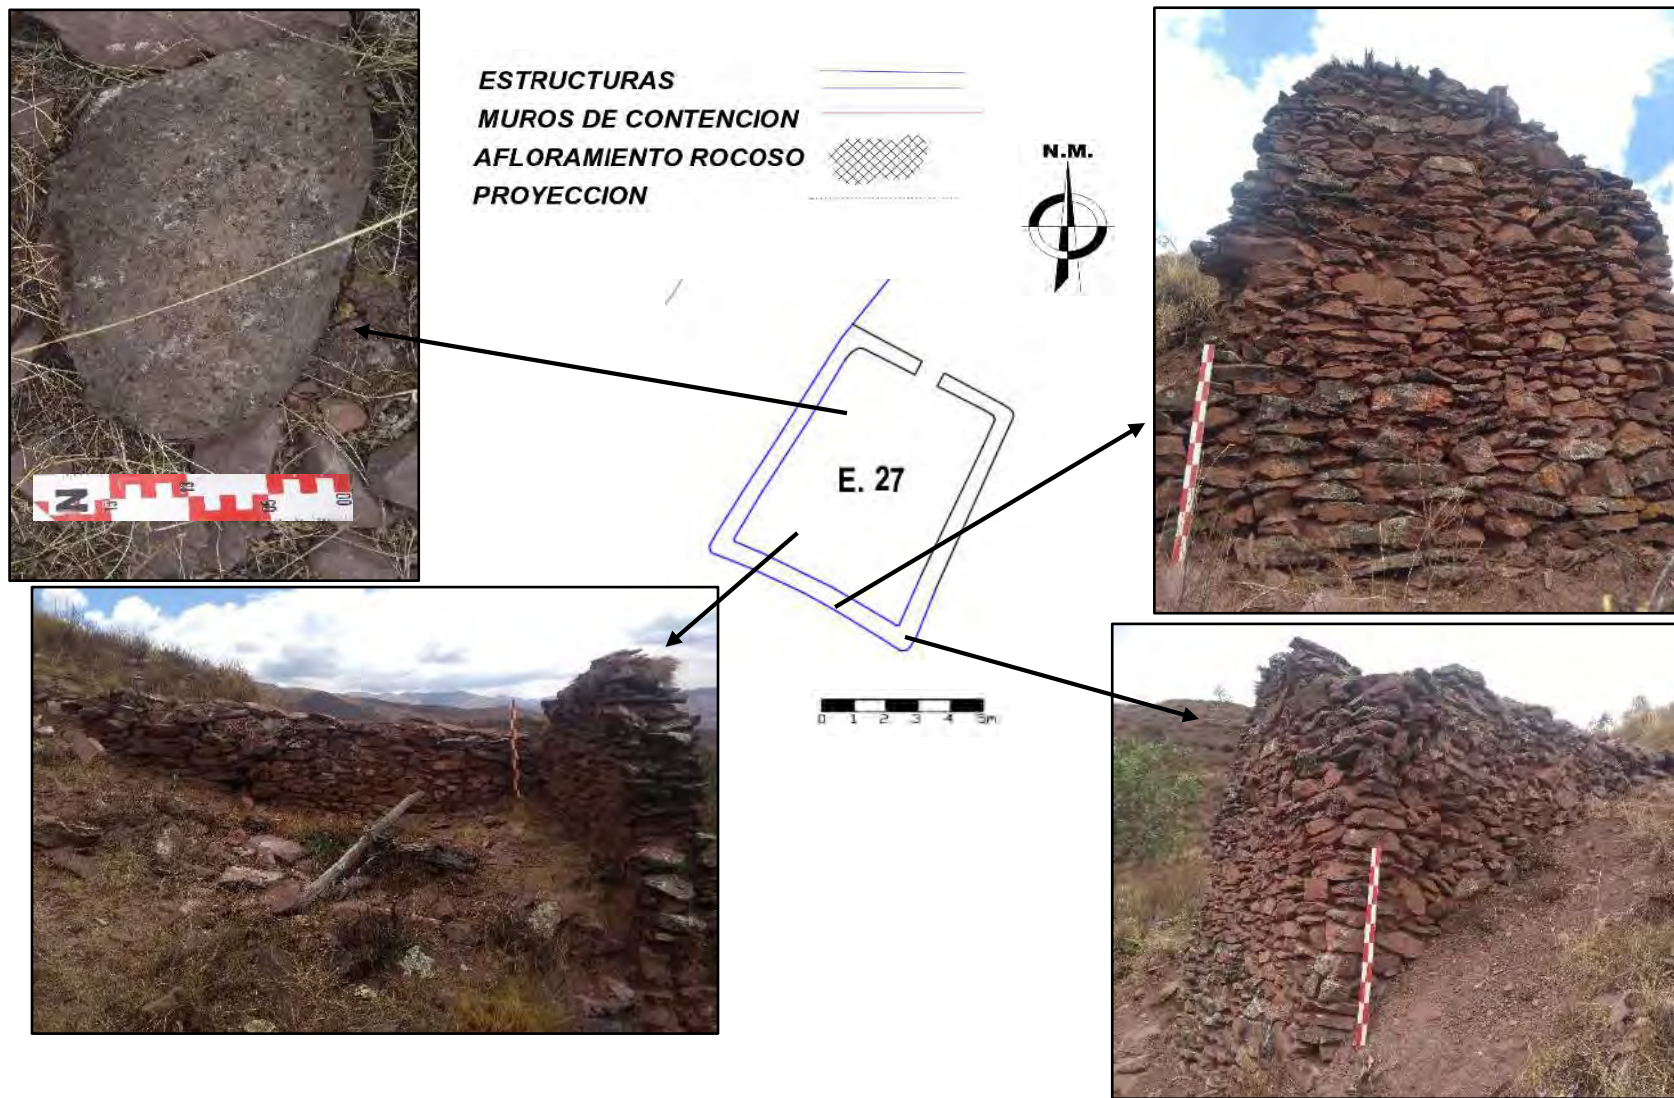 ESTRUCTURAS
MUROS DE CONTENCION
AFLORAMIENTO ROCOSO
PROYECCION
N.M.
E. 27
0 1 2 3 4 5m
N